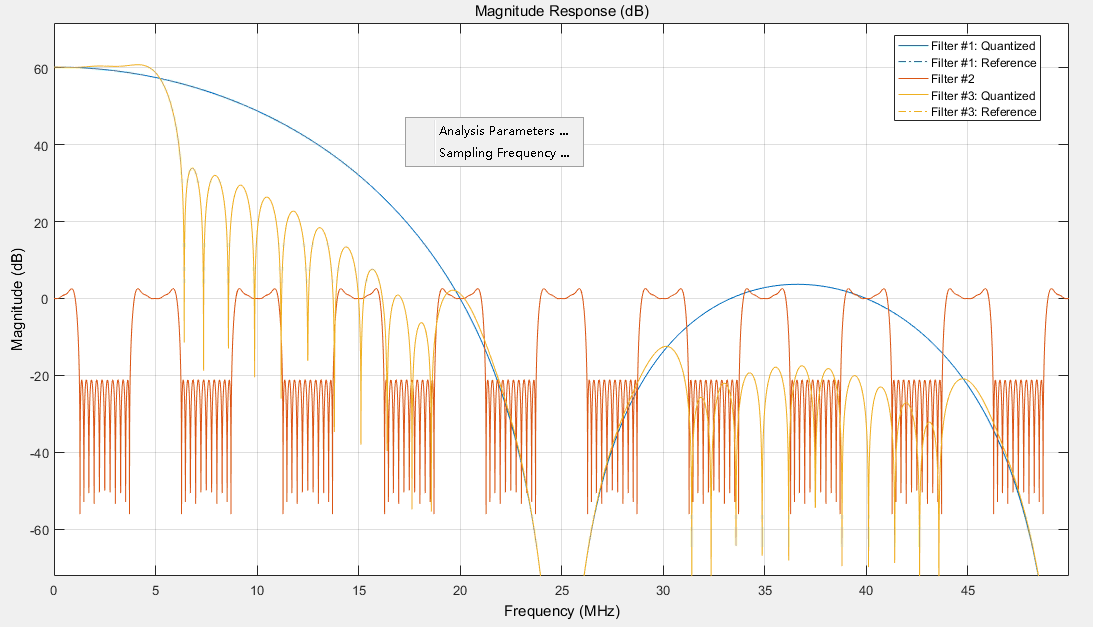 Magnitude Response (dB)
Filter #1: Quantized
Filter #1: Reference
Filter #2
Filter #3: Quantized
Filter #3: Reference
Analysis Parameters ...
Sampling Frequency ...
Magnitude (dB)
60
40
20
0
-20
-40
-60
0 5 10 15 20 25 30 35 40 45
Frequency (MHz)